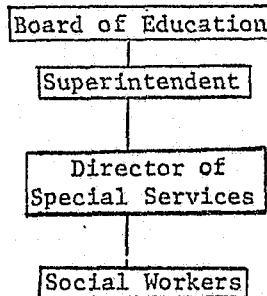 Board of Education
Superintendent
Director of
Special Services
Social Workers